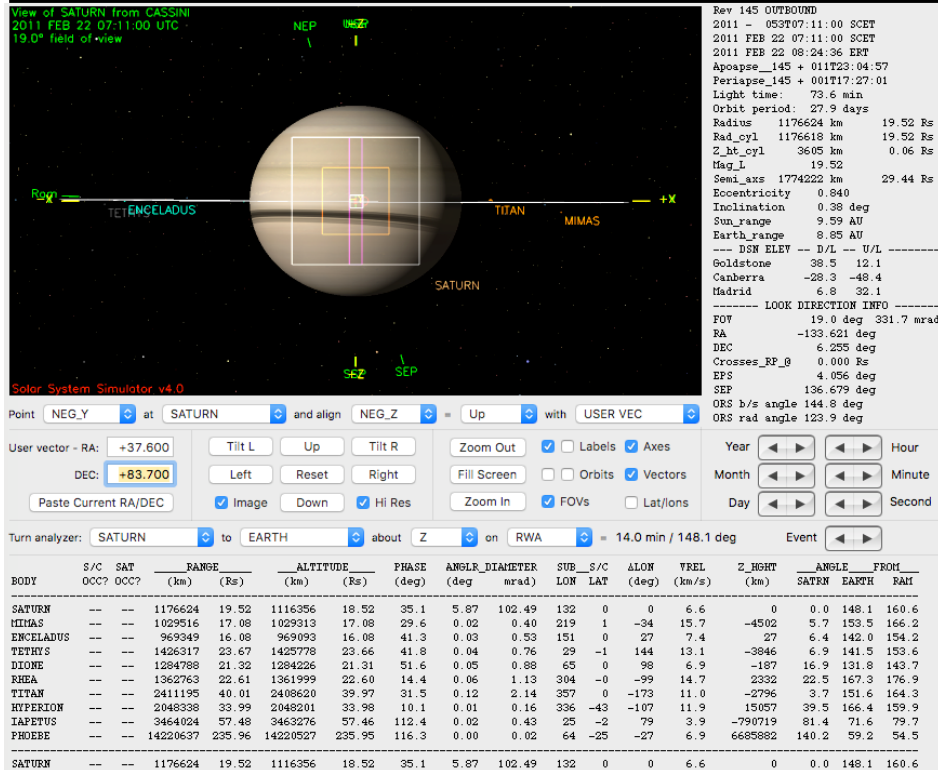 View of SATURN from CASSINI
2011 FEB 22 07:11:00 UTC
19.0° field of view
NEP
+Z
Ram
-X
TETHYS
ENCELADUS
TITAN
MIMAS
+X
SATURN
SEP
SEP
Solar System Simulator v4.0
Rev 145 OUTBOUND
2011 - 053T07:11:00 SCET
2011 FEB 22 07:11:00 SCET
2011 FEB 22 08:24:36 ERT
Apoapse__145 + 011T23:04:57
Periapse_145 + 001T17:27:01
Light time: 73.6 min
Orbit period: 27.9 days
Radius 1176624 km 19.52 Rs
Rad_cyl 1176618 km 19.52 Rs
Z_ht_cyl 3605 km 0.06 Rs
Mag_L 19.52
Semi_axs 1774222 km 29.44 Rs
Eccentricity 0.840
Inclination 0.38 deg
Sun_range 9.59 AU
Earth_range 8.85 AU
--- DSN ELEV -- D/L -- U/L -------
Goldstone 38.5 12.1
Canberra -28.3 -48.4
Madrid 6.8 32.1
------- LOOK DIRECTION INFO -------
FOV 19.0 deg 331.7 mrad
RA -133.621 deg
DEC 6.255 deg
Crosses_RP_@ 0.000 Rs
EPS 4.056 deg
SEP 136.679 deg
ORS b/s angle 144.8 deg
ORS rad angle 123.9 deg
Point NEG_Y at SATURN and align NEG_Z = Up with USER VEC
User vector - RA: +37.600 Tilt L Up Tilt R Zoom Out Labels Axes Year Hour
DEC: +83.700 Left Reset Right Fill Screen Orbits Vectors Month Minute
Paste Current RA/DEC Image Down Hi Res Zoom In FOVs Lat/lons Day Second
Turn analyzer: SATURN to EARTH about Z on RWA = 14.0 min / 148.1 deg Event
S/C SAT ___RANGE___ ___ALTITUDE___ PHASE ANGLR_DIAMETER SUB__S/C ΔLON VREL Z_HGHT ___ANGLE___FROM___
BODY OCC? OCC? (km) (Rs) (km) (Rs) (deg) (deg mrad) LON LAT (deg) (km/s) (km) SATRN EARTH RAM
SATURN -- -- 1176624 19.52 1116356 18.52 35.1 5.87 102.49 132 0 0 6.6 0 0.0 148.1 160.6
MIMAS -- -- 1029516 17.08 1029313 17.08 29.6 0.02 0.40 219 1 -34 15.7 -4502 5.7 153.5 166.2
ENCELADUS -- -- 969349 16.08 969093 16.08 41.3 0.03 0.53 151 0 27 7.4 27 6.4 142.0 154.2
TETHYS -- -- 1426317 23.67 1425778 23.66 41.8 0.04 0.76 29 -1 144 13.1 -3846 6.9 141.5 153.6
DIONE -- -- 1284788 21.32 1284226 21.31 51.6 0.05 0.88 65 0 98 6.9 -187 16.9 131.8 143.7
RHEA -- -- 1362763 22.61 1361999 22.60 14.4 0.06 1.13 304 -0 -99 14.7 2332 22.5 167.3 176.9
TITAN -- -- 2411195 40.01 2408620 39.97 31.5 0.12 2.14 357 0 -173 11.0 -2796 3.7 151.6 164.3
HYPERION -- -- 2048338 33.99 2048201 33.98 10.1 0.01 0.16 336 -43 -107 11.9 15057 39.5 166.4 159.9
IAPETUS -- -- 3464024 57.48 3463276 57.46 112.4 0.02 0.43 25 -2 79 3.9 -790719 81.4 71.6 79.7
PHOEBE -- -- 14220637 235.96 14220527 235.95 116.3 0.00 0.02 64 -25 -27 6.9 6685882 140.2 59.2 54.5
SATURN -- -- 1176624 19.52 1116356 18.52 35.1 5.87 102.49 132 0 0 6.6 0 0.0 148.1 160.6